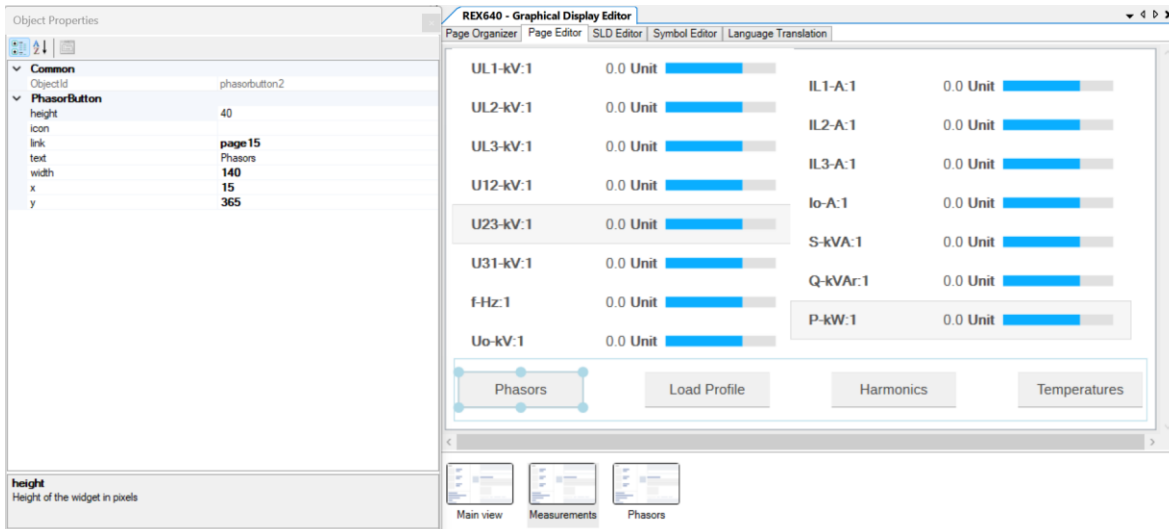 Object Properties
Common
ObjectId phasorbutton2
PhasorButton
height 40
icon
link page15
text Phasors
width 140
x 15
y 365
height
Height of the widget in pixels
REX640 - Graphical Display Editor
Page Organizer Page Editor SLD Editor Symbol Editor Language Translation
UL1-kV:1 0.0 Unit
UL2-kV:1 0.0 Unit
UL3-kV:1 0.0 Unit
U12-kV:1 0.0 Unit
U23-kV:1 0.0 Unit
U31-kV:1 0.0 Unit
f-Hz:1 0.0 Unit
Uo-kV:1 0.0 Unit
IL1-A:1 0.0 Unit
IL2-A:1 0.0 Unit
IL3-A:1 0.0 Unit
Io-A:1 0.0 Unit
S-kVA:1 0.0 Unit
Q-kVAr:1 0.0 Unit
P-kW:1 0.0 Unit
Phasors Load Profile Harmonics Temperatures
Main view Measurements Phasors